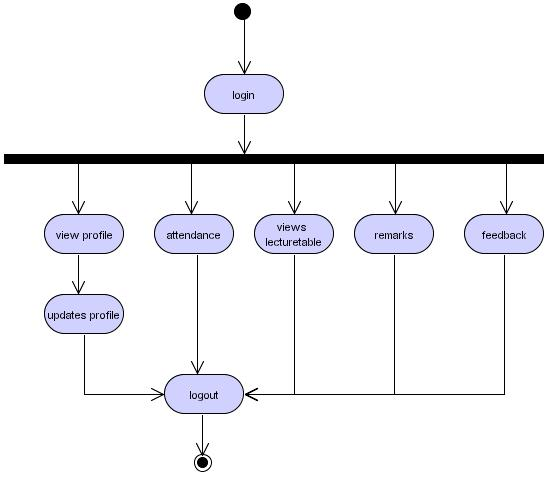 login
view profile
attendance
views
lecturetable
remarks
feedback
updates profile
logout